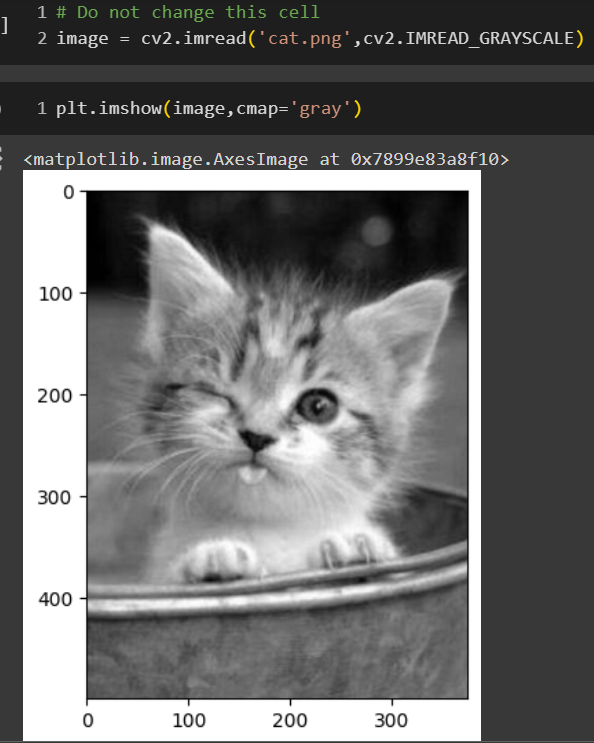 ]
1 # Do not change this cell
2 image = cv2.imread('cat.png',cv2.IMREAD_GRAYSCALE)
1 plt.imshow(image,cmap='gray')
<matplotlib.image.AxesImage at 0x7899e83a8f10>
0
100
200
300
400
0 100 200 300